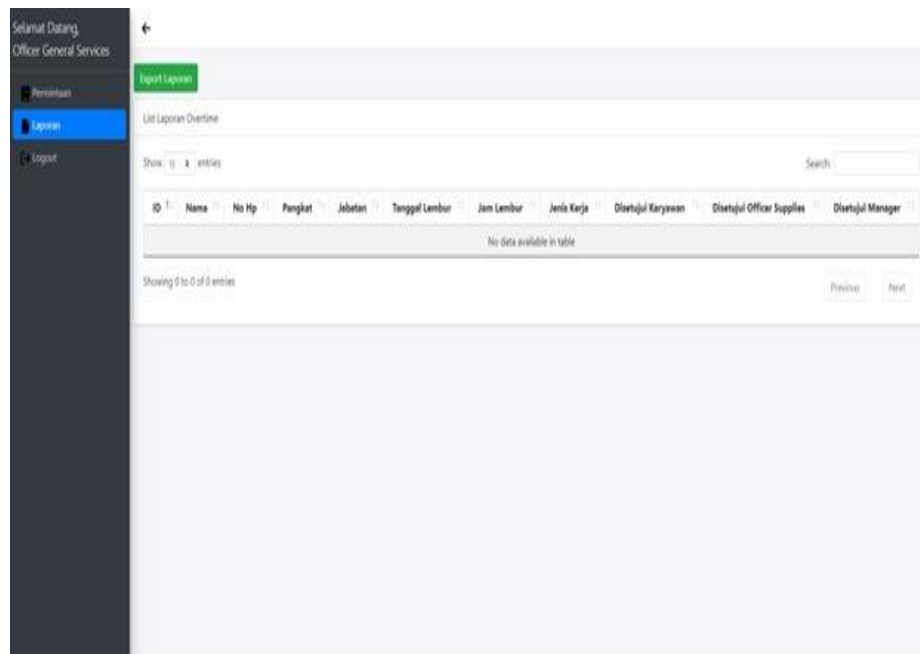 Selamat Datang,
Officer General Services
Permintaan
Laporan
Logout
Export Laporan
List Laporan Overtime
Show entries
Search
ID Nama No Hp Pangkat Jabatan Tanggal Lembur Jam Lembur Jenis Kerja Disetujui Karyawan Disetujui Officer Supplies Disetujui Manager
No data available in table
Showing 0 to 0 of 0 entries
Previous Next